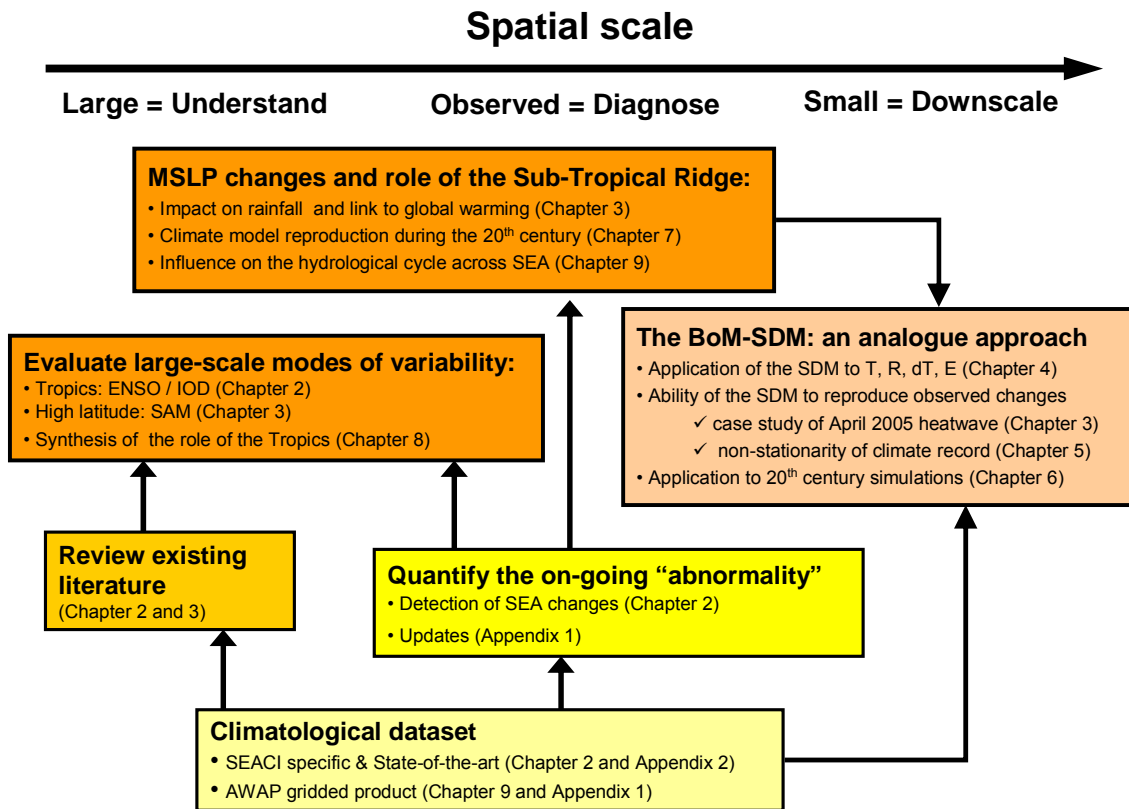 Spatial scale
Large = Understand
Observed = Diagnose
Small = Downscale
MSLP changes and role of the Sub-Tropical Ridge:
• Impact on rainfall and link to global warming (Chapter 3)
• Climate model reproduction during the 20th century (Chapter 7)
• Influence on the hydrological cycle across SEA (Chapter 9)
Evaluate large-scale modes of variability:
• Tropics: ENSO / IOD (Chapter 2)
• High latitude: SAM (Chapter 3)
• Synthesis of the role of the Tropics (Chapter 8)
The BoM-SDM: an analogue approach
• Application of the SDM to T, R, dT, E (Chapter 4)
• Ability of the SDM to reproduce observed changes
✓ case study of April 2005 heatwave (Chapter 3)
✓ non-stationarity of climate record (Chapter 5)
• Application to 20th century simulations (Chapter 6)
Review existing
literature
(Chapter 2 and 3)
Quantify the on-going “abnormality”
• Detection of SEA changes (Chapter 2)
• Updates (Appendix 1)
Climatological dataset
• SEACI specific & State-of-the-art (Chapter 2 and Appendix 2)
• AWAP gridded product (Chapter 9 and Appendix 1)